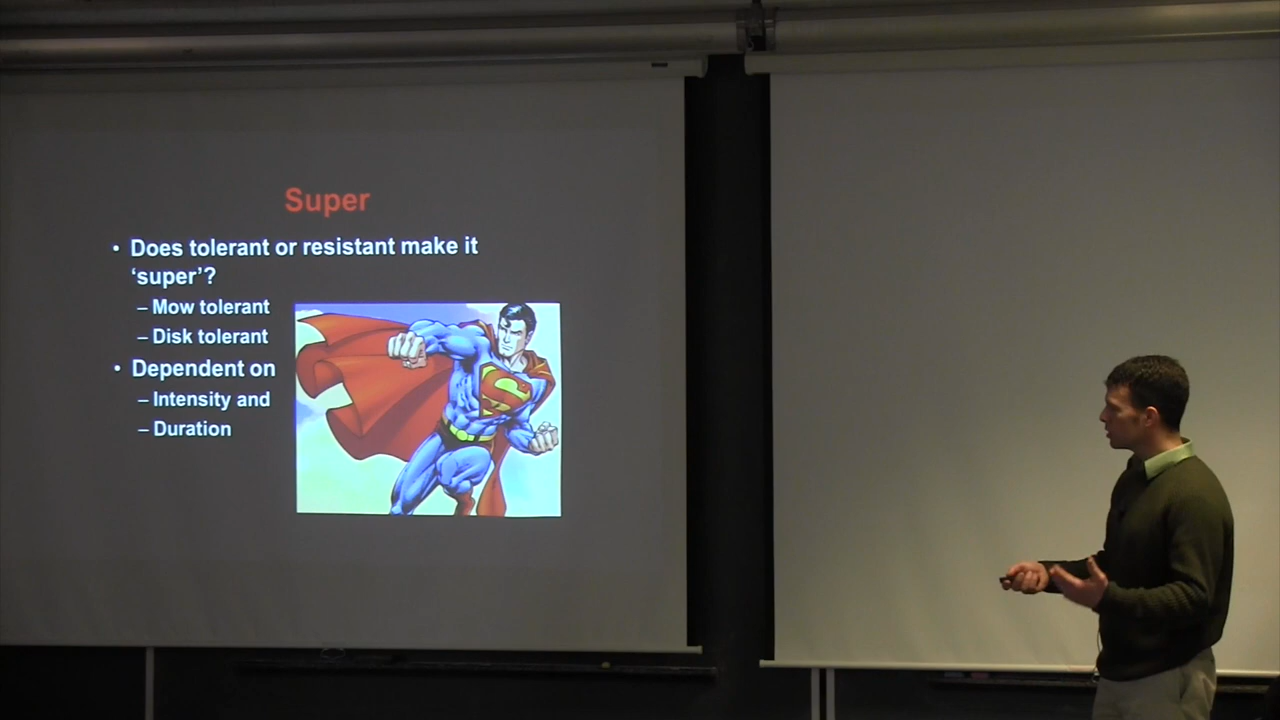 Super
• Does tolerant or resistant make it
‘super’?
– Mow tolerant
– Disk tolerant
• Dependent on
– Intensity and
– Duration